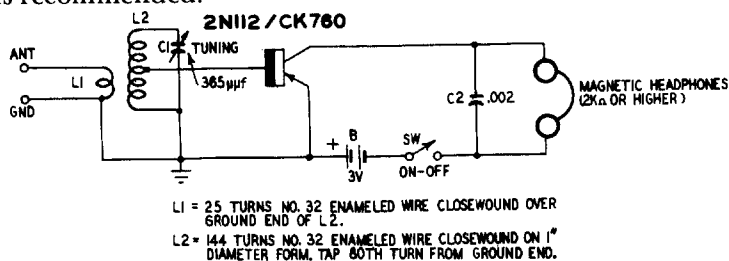 is recommended.
L2
2N112/CK760
C1 TUNING
365µµf
ANT
L1
GND
C2 .002
MAGNETIC HEADPHONES
(2KΩ OR HIGHER)
+
B
3V
SW
ON-OFF
L1 = 25 TURNS NO. 32 ENAMELED WIRE CLOSEWOUND OVER
GROUND END OF L2.
L2 = 144 TURNS NO. 32 ENAMELED WIRE CLOSEWOUND ON 1"
DIAMETER FORM. TAP 80TH TURN FROM GROUND END.